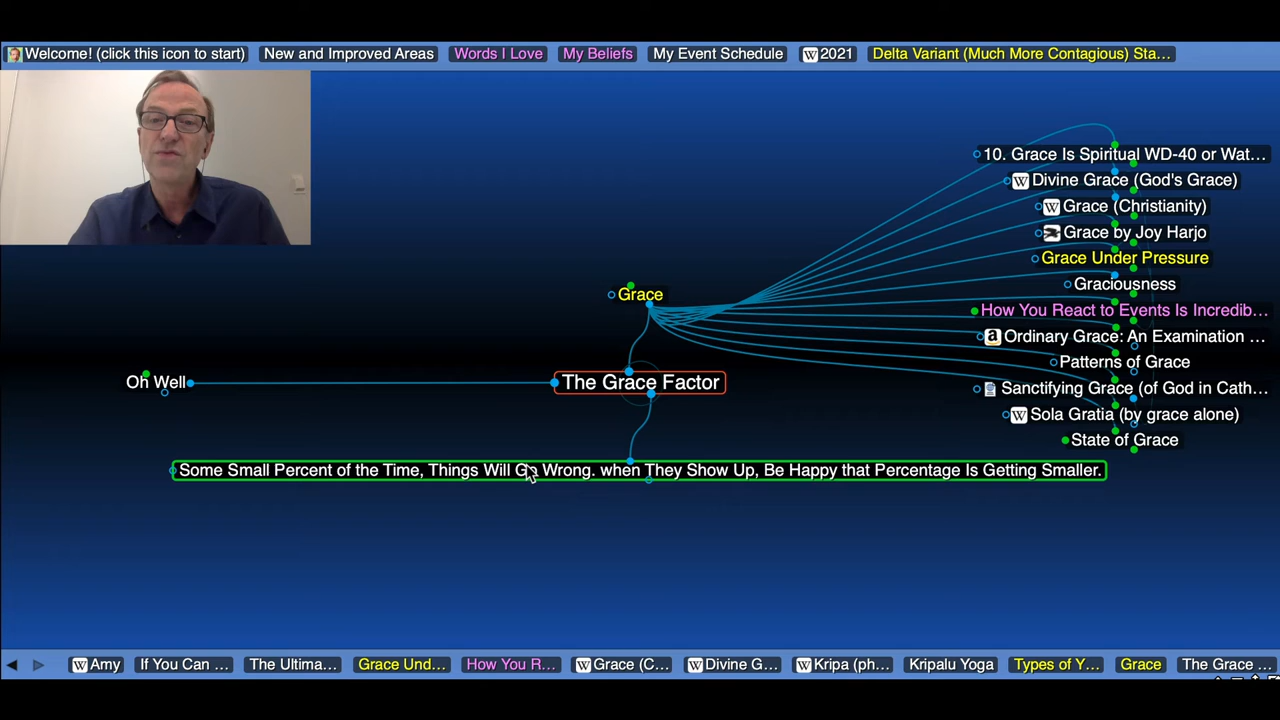 Welcome! (click this icon to start)
New and Improved Areas
Words I Love
My Beliefs
My Event Schedule
W 2021
Delta Variant (Much More Contagious) Sta...
10. Grace Is Spiritual WD-40 or Wat...
W Divine Grace (God's Grace)
W Grace (Christianity)
Grace by Joy Harjo
Grace Under Pressure
Graciousness
Grace
How You React to Events Is Incredib...
a Ordinary Grace: An Examination ...
Patterns of Grace
Oh Well
The Grace Factor
Sanctifying Grace (of God in Cath...
W Sola Gratia (by grace alone)
State of Grace
Some Small Percent of the Time, Things Will Go Wrong. when They Show Up, Be Happy that Percentage Is Getting Smaller.
W Amy
If You Can ...
The Ultima...
Grace Und...
How You R...
W Grace (C...
W Divine G...
W Kripa (ph...
Kripalu Yoga
Types of Y...
Grace
The Grace ...